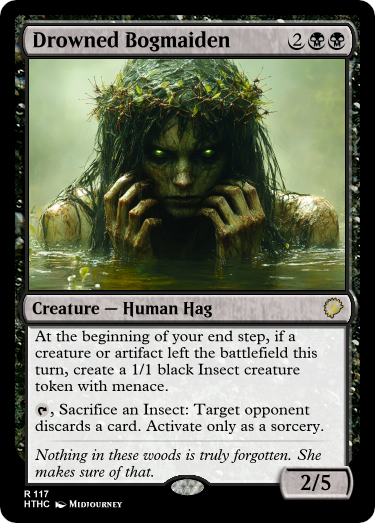 Drowned Bogmaiden 2
Creature — Human Hag
At the beginning of your end step, if a
creature or artifact left the battlefield this
turn, create a 1/1 black Insect creature
token with menace.
, Sacrifice an Insect: Target opponent
discards a card. Activate only as a sorcery.
Nothing in these woods is truly forgotten. She
makes sure of that.
2/5
R 117
HTHC Midjourney